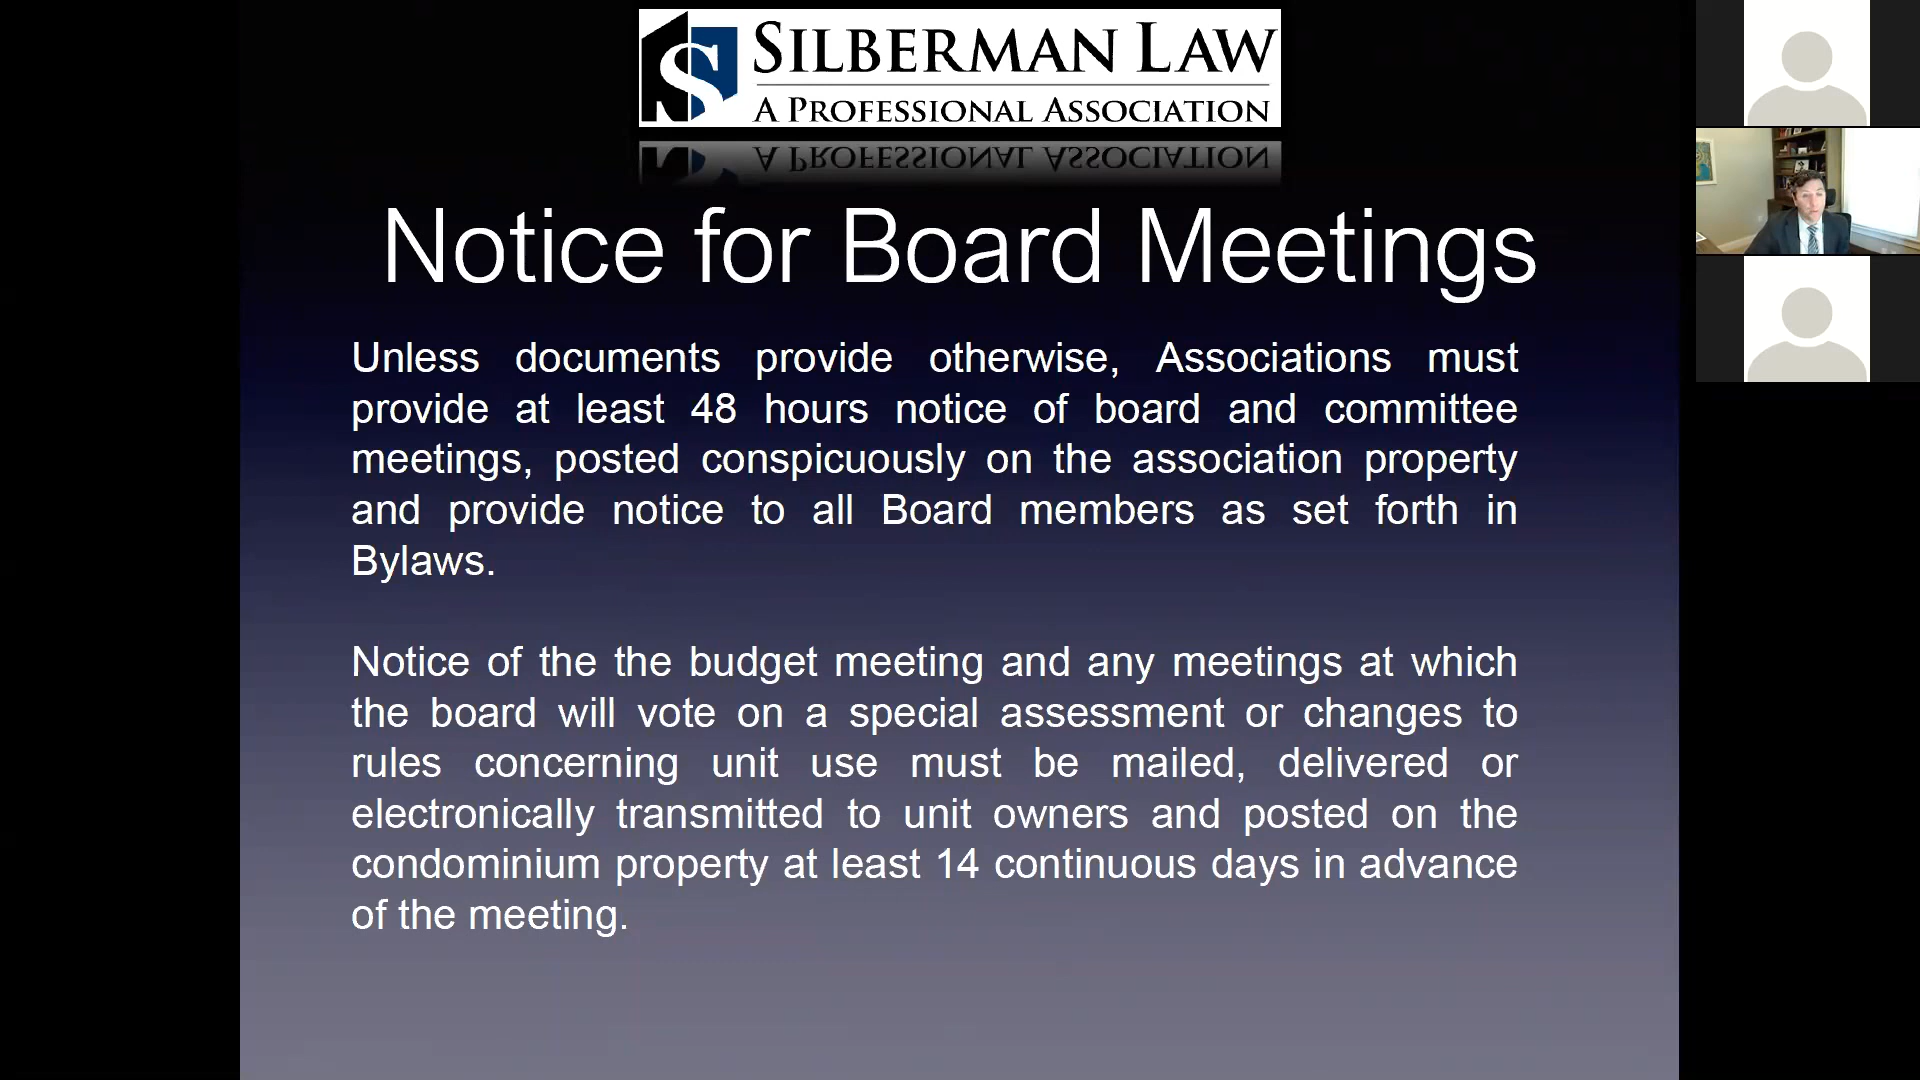 S SILBERMAN LAW
A PROFESSIONAL ASSOCIATION
Notice for Board Meetings
Unless documents provide otherwise, Associations must
provide at least 48 hours notice of board and committee
meetings, posted conspicuously on the association property
and provide notice to all Board members as set forth in
Bylaws.
Notice of the the budget meeting and any meetings at which
the board will vote on a special assessment or changes to
rules concerning unit use must be mailed, delivered or
electronically transmitted to unit owners and posted on the
condominium property at least 14 continuous days in advance
of the meeting.